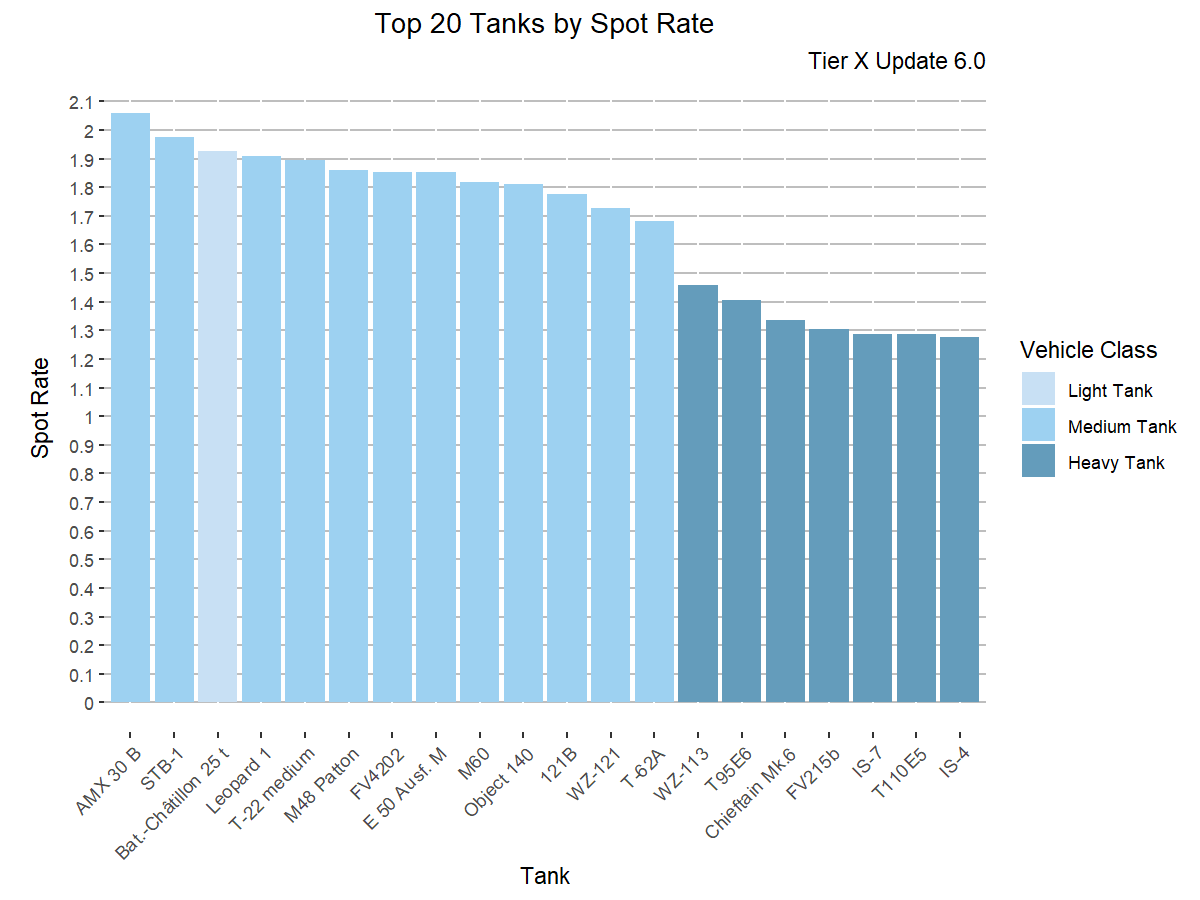 Top 20 Tanks by Spot Rate
Tier X Update 6.0
Spot Rate
2.1
2
1.9
1.8
1.7
1.6
1.5
1.4
1.3
1.2
1.1
1
0.9
0.8
0.7
0.6
0.5
0.4
0.3
0.2
0.1
0
AMX 30 B
STB-1
Bat.-Châtillon 25 t
Leopard 1
T-22 medium
M48 Patton
FV4202
E 50 Ausf. M
M60
Object 140
121B
WZ-121
T-62A
WZ-113
T95E6
Chieftain Mk.6
FV215b
IS-7
T110E5
IS-4
Tank
Vehicle Class
Light Tank
Medium Tank
Heavy Tank